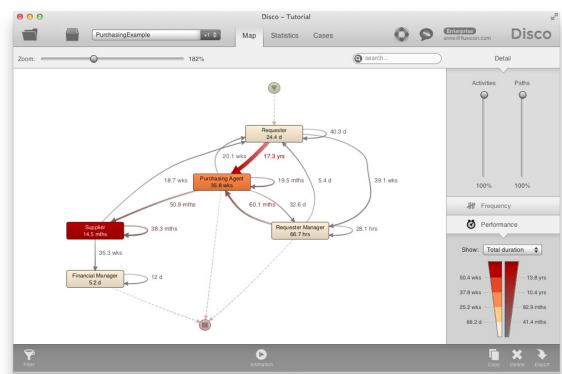 Disco - Tutorial
PurchasingExample
x1
Map
Statistics
Cases
Enterprise
anne@fluxicon.com
Disco
Zoom:
182%
search...
Detail
Activities
Paths
100%
100%
Frequency
Performance
Show:
Total duration
50.4 wks
13.8 yrs
37.8 wks
10.4 yrs
25.2 wks
82.9 mths
88.2 d
41.4 mths
Requester
24.4 d
40.3 d
20.1 wks
17.3 yrs
Purchasing Agent
35.8 wks
19.5 mths
18.7 wks
5.4 d
39.1 wks
50.9 mths
60.1 mths
32.6 d
Supplier
14.5 mths
38.3 mths
Requester Manager
66.7 hrs
28.1 hrs
35.3 wks
Financial Manager
5.2 d
12 d
Filter
Animation
Copy
Delete
Export